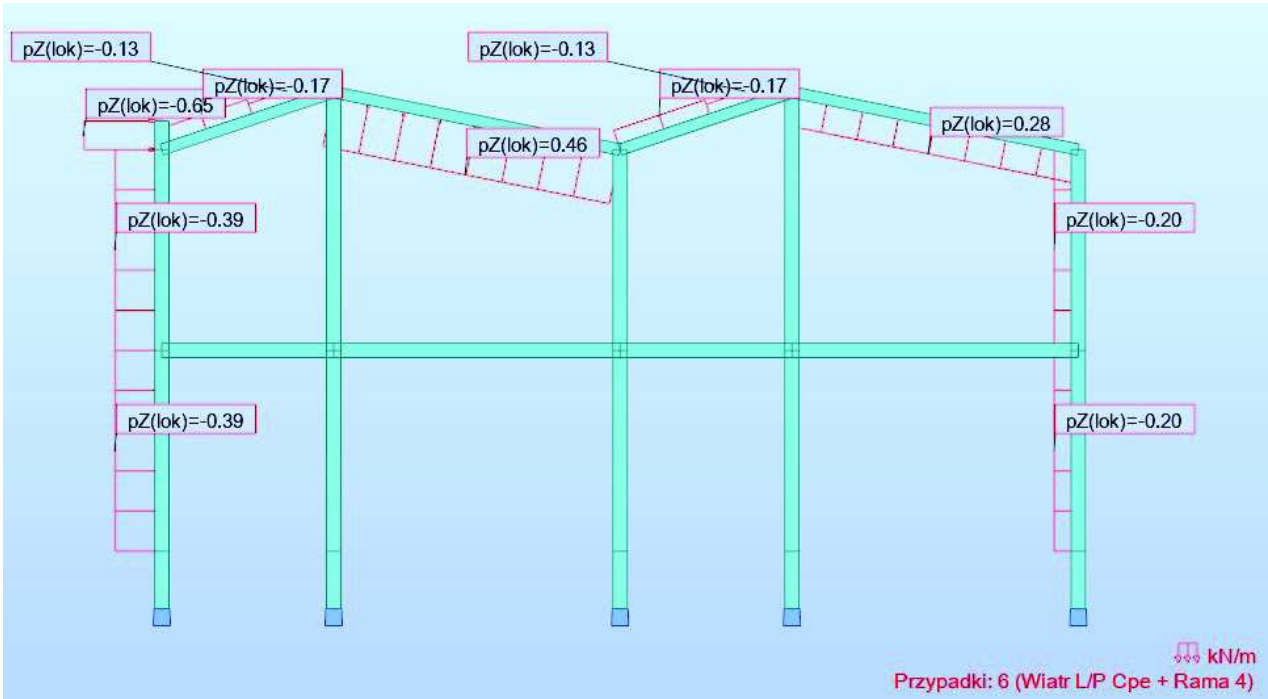 pZ(lok)=-0.13
pZ(lok)=-0.13
pZ(lok)=-0.17
pZ(lok)=-0.17
pZ(lok)=-0.65
pZ(lok)=0.28
pZ(lok)=0.46
pZ(lok)=-0.39
pZ(lok)=-0.20
pZ(lok)=-0.39
pZ(lok)=-0.20
kN/m
Przypadki: 6 (Wiatr L/P Cpe + Rama 4)